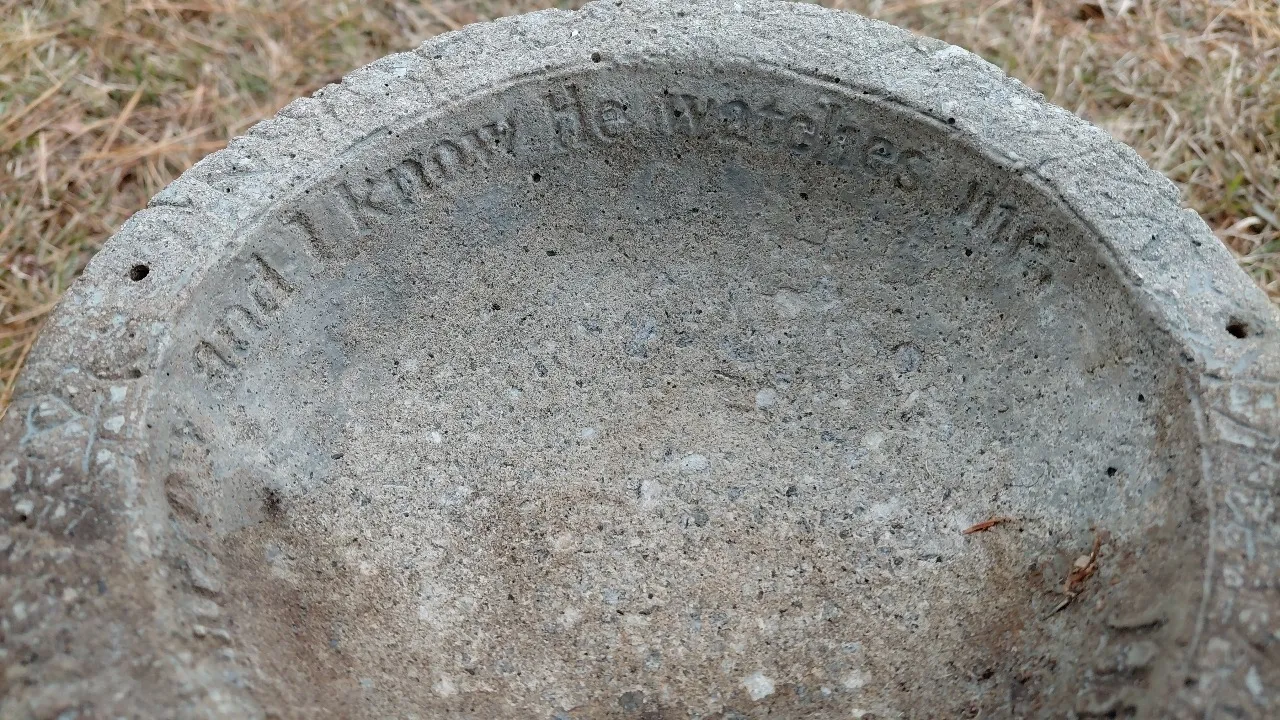 and I know He watches me